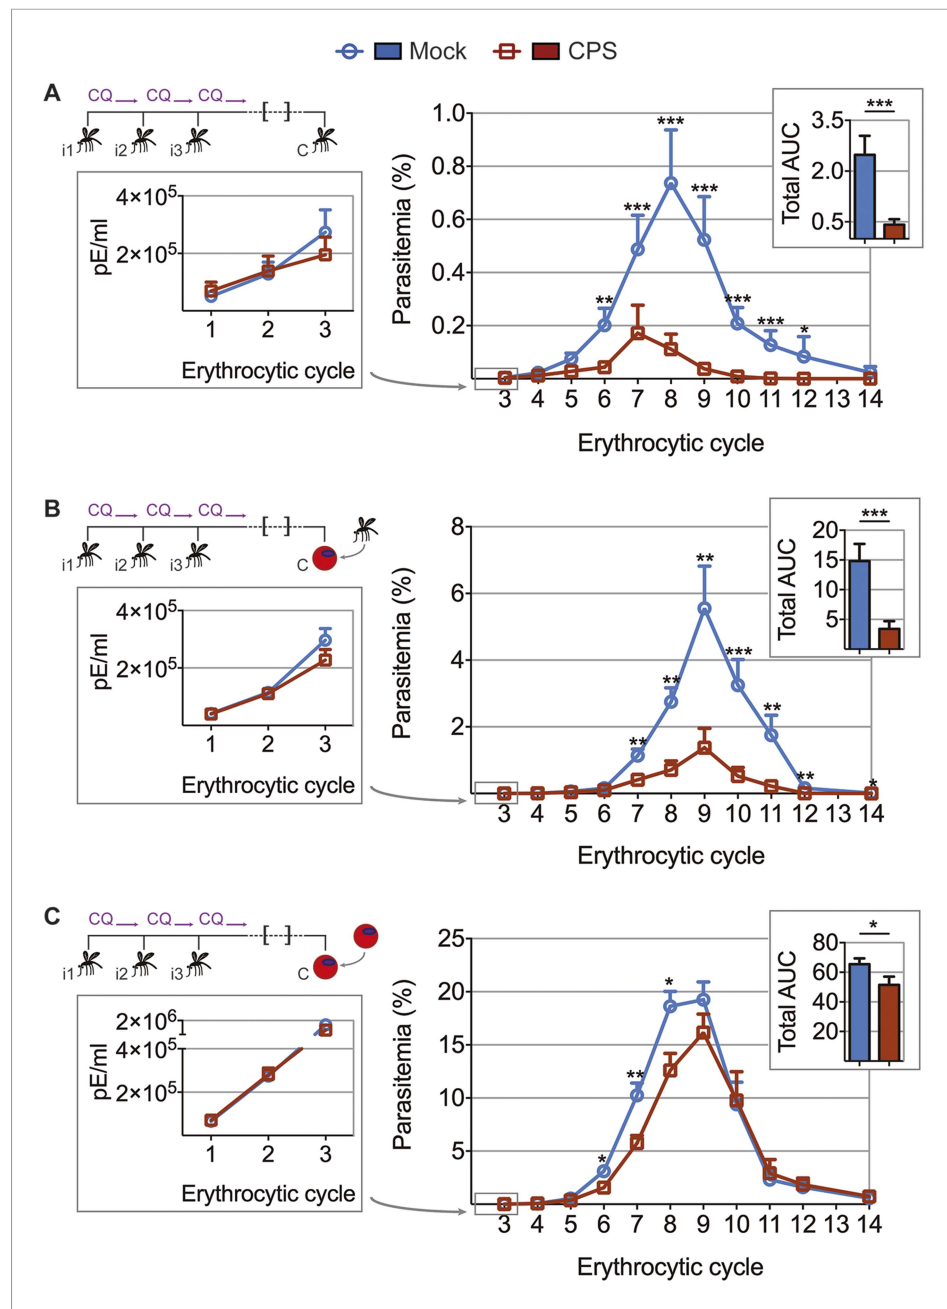 Mock CPS
A
CQ CQ CQ
[ ]
i1 i2 i3 C
4×10⁵
2×10⁵
pE/ml
1 2 3
Erythrocytic cycle
1.0
0.8
0.6
0.4
0.2
Parasitemia (%)
*** *** *** ** *** *** *
3 4 5 6 7 8 9 10 11 12 13 14
Erythrocytic cycle
***
3.5
2.0
0.5
Total AUC
B
CQ CQ CQ
[ ]
i1 i2 i3 C
4×10⁵
2×10⁵
pE/ml
1 2 3
Erythrocytic cycle
8
6
4
2
Parasitemia (%)
** *** ** ** ** ** *
3 4 5 6 7 8 9 10 11 12 13 14
Erythrocytic cycle
***
20
15
10
5
Total AUC
C
CQ CQ CQ
[ ]
i1 i2 i3 C
2×10⁶
4×10⁵
2×10⁵
pE/ml
1 2 3
Erythrocytic cycle
25
20
15
10
5
Parasitemia (%)
* ** *
3 4 5 6 7 8 9 10 11 12 13 14
Erythrocytic cycle
*
80
60
40
20
Total AUC